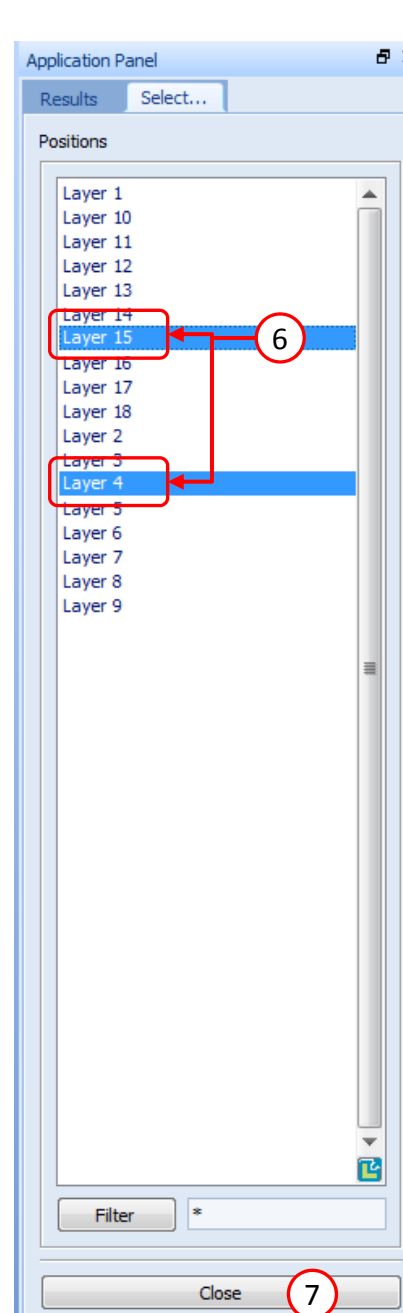 Application Panel
Results Select...
Positions
Layer 1
Layer 10
Layer 11
Layer 12
Layer 13
Layer 14
Layer 15
6
Layer 16
Layer 17
Layer 18
Layer 2
Layer 3
Layer 4
Layer 5
Layer 6
Layer 7
Layer 8
Layer 9
Filter *
Close 7